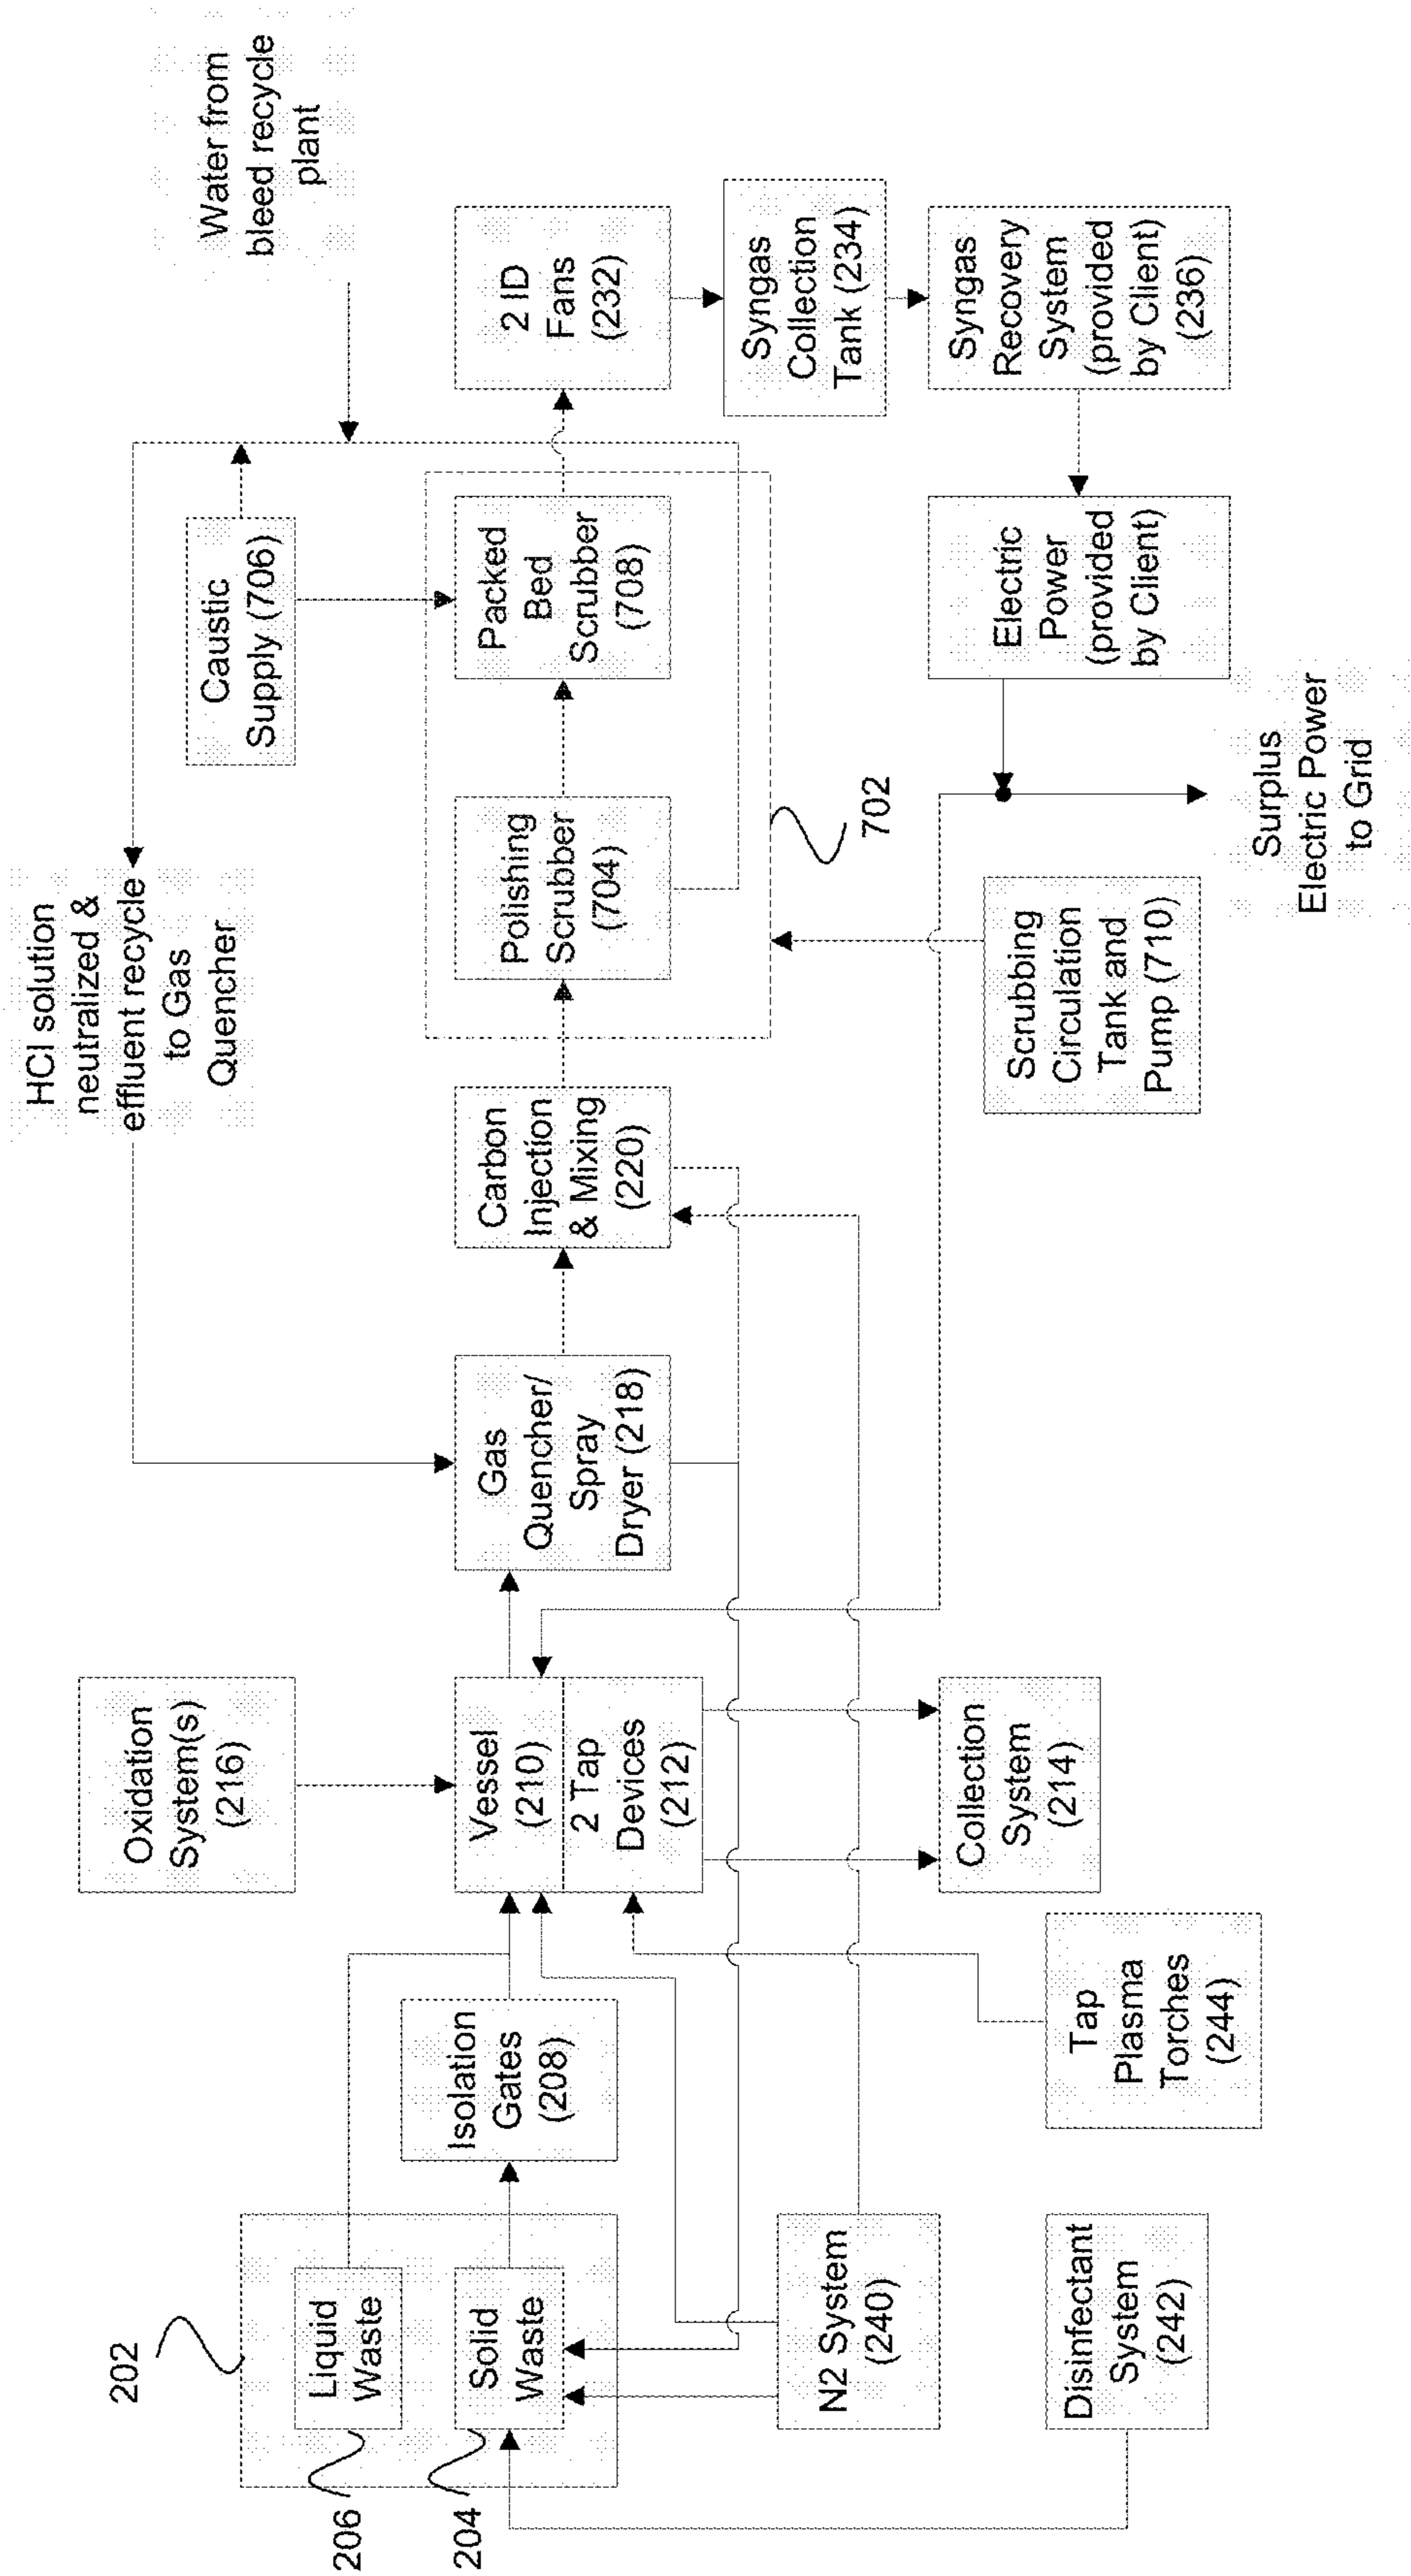 202
206
204
Liquid
Waste
Solid
Waste
Isolation
Gates
(208)
N2 System
(240)
Disinfectant
System
(242)
Oxidation
System(s)
(216)
Vessel
(210)
2 Tap
Devices
(212)
Collection
System
(214)
Tap
Plasma
Torches
(244)
Gas
Quencher/
Spray
Dryer (218)
Carbon
Injection
& Mixing
(220)
HCl solution
neutralized &
effluent recycle
to Gas
Quencher
Polishing
Scrubber
(704)
Packed
Bed
Scrubber
(708)
702
Caustic
Supply (706)
Scrubbing
Circulation
Tank and
Pump (710)
Water from
bleed recycle
plant
2 ID
Fans
(232)
Syngas
Collection
Tank (234)
Syngas
Recovery
System
(provided
by Client)
(236)
Electric
Power
(provided
by Client)
Surplus
Electric Power
to Grid